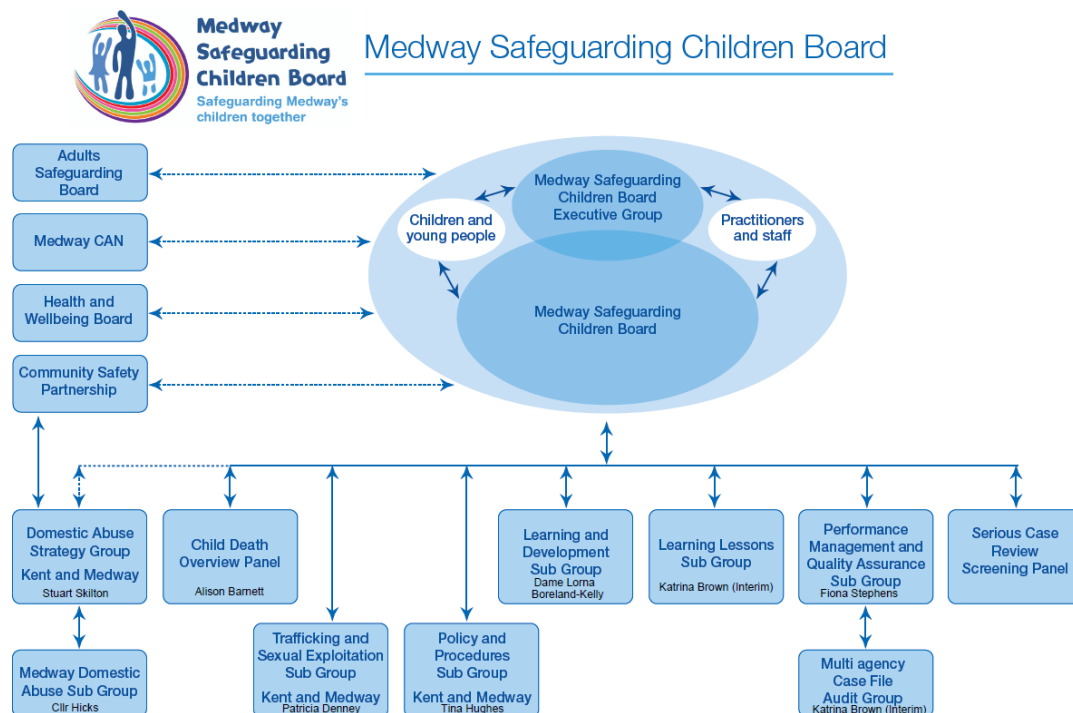 Medway
Safeguarding
Children Board
Safeguarding Medway's
children together
Medway Safeguarding Children Board
Adults
Safeguarding
Board
Medway CAN
Health and
Wellbeing Board
Community Safety
Partnership
Medway Safeguarding
Children Board
Executive Group
Children and
young people
Practitioners
and staff
Medway Safeguarding
Children Board
Domestic Abuse
Strategy Group
Kent and Medway
Stuart Skilton
Child Death
Overview Panel
Alison Barnett
Learning and
Development
Sub Group
Dame Lorna
Boreland-Kelly
Learning Lessons
Sub Group
Katrina Brown (Interim)
Performance
Management and
Quality Assurance
Sub Group
Fiona Stephens
Serious Case
Review
Screening Panel
Medway Domestic
Abuse Sub Group
Cllr Hicks
Trafficking and
Sexual Exploitation
Sub Group
Kent and Medway
Patricia Denney
Policy and
Procedures
Sub Group
Kent and Medway
Tina Hughes
Multi agency
Case File
Audit Group
Katrina Brown (Interim)